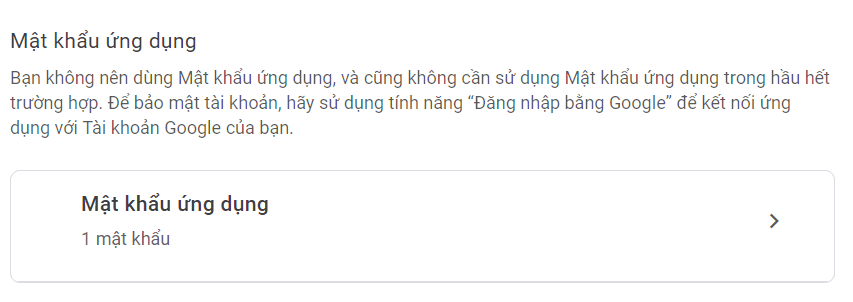 Mật khẩu ứng dụng
Bạn không nên dùng Mật khẩu ứng dụng, và cũng không cần sử dụng Mật khẩu ứng dụng trong hầu hết
trường hợp. Để bảo mật tài khoản, hãy sử dụng tính năng “Đăng nhập bằng Google” để kết nối ứng
dụng với Tài khoản Google của bạn.
Mật khẩu ứng dụng
1 mật khẩu